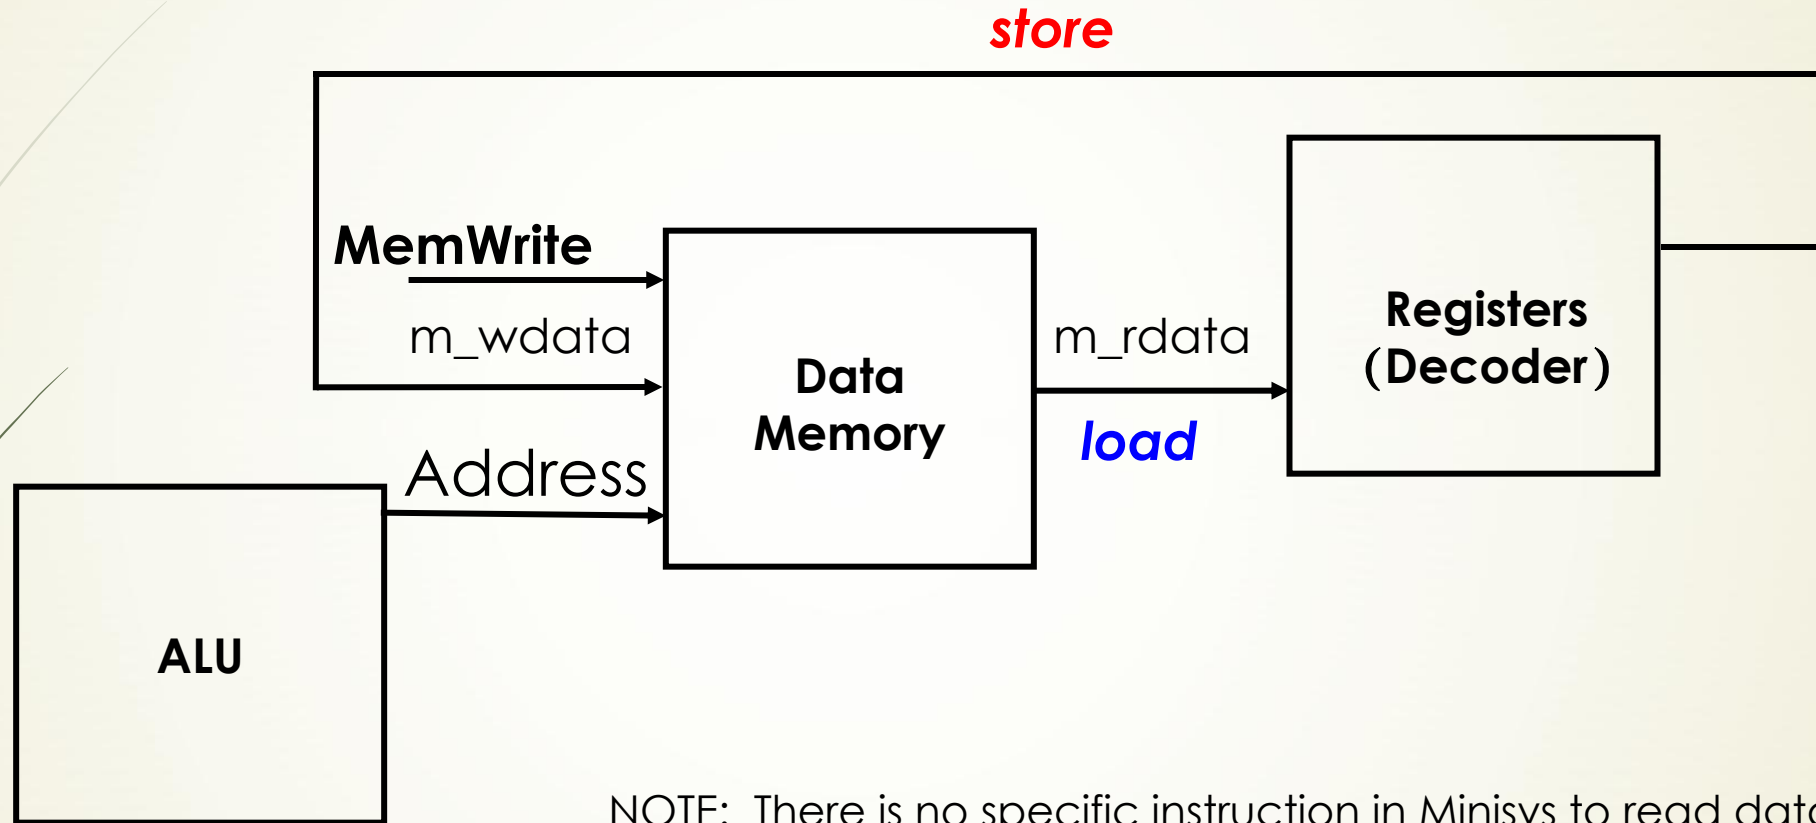 store
MemWrite
m_wdata
Address
Data
Memory
m_rdata
load
Registers
(Decoder)
ALU
NOTE: There is no specific instruction in Minisys to read data